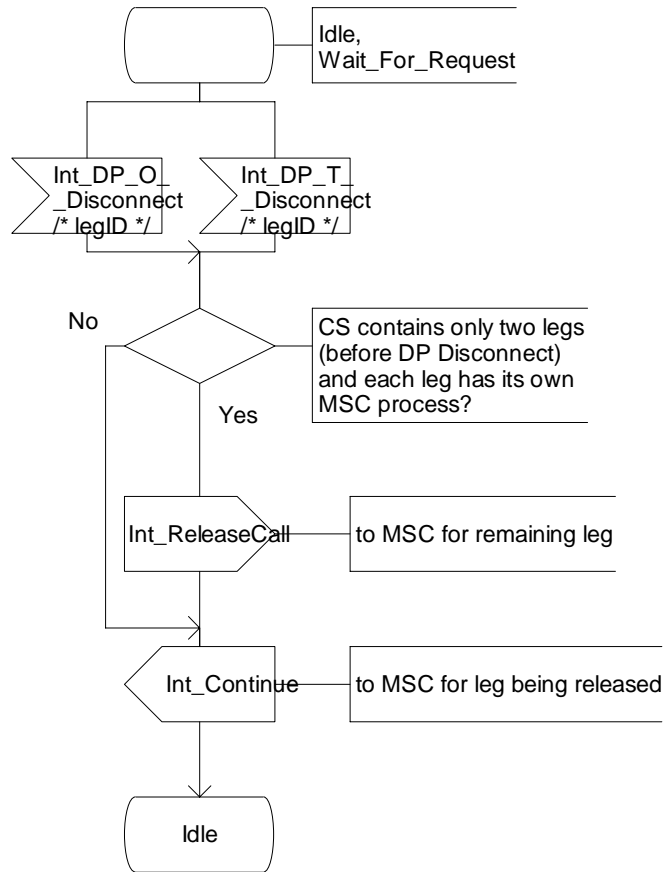 Idle,
Wait_For_Request
Int_DP_O_
_Disconnect
/* legID */
Int_DP_T_
_Disconnect
/* legID */
No
CS contains only two legs
(before DP Disconnect)
and each leg has its own
MSC process?
Yes
Int_ReleaseCall
to MSC for remaining leg
Int_Continue
to MSC for leg being released
Idle